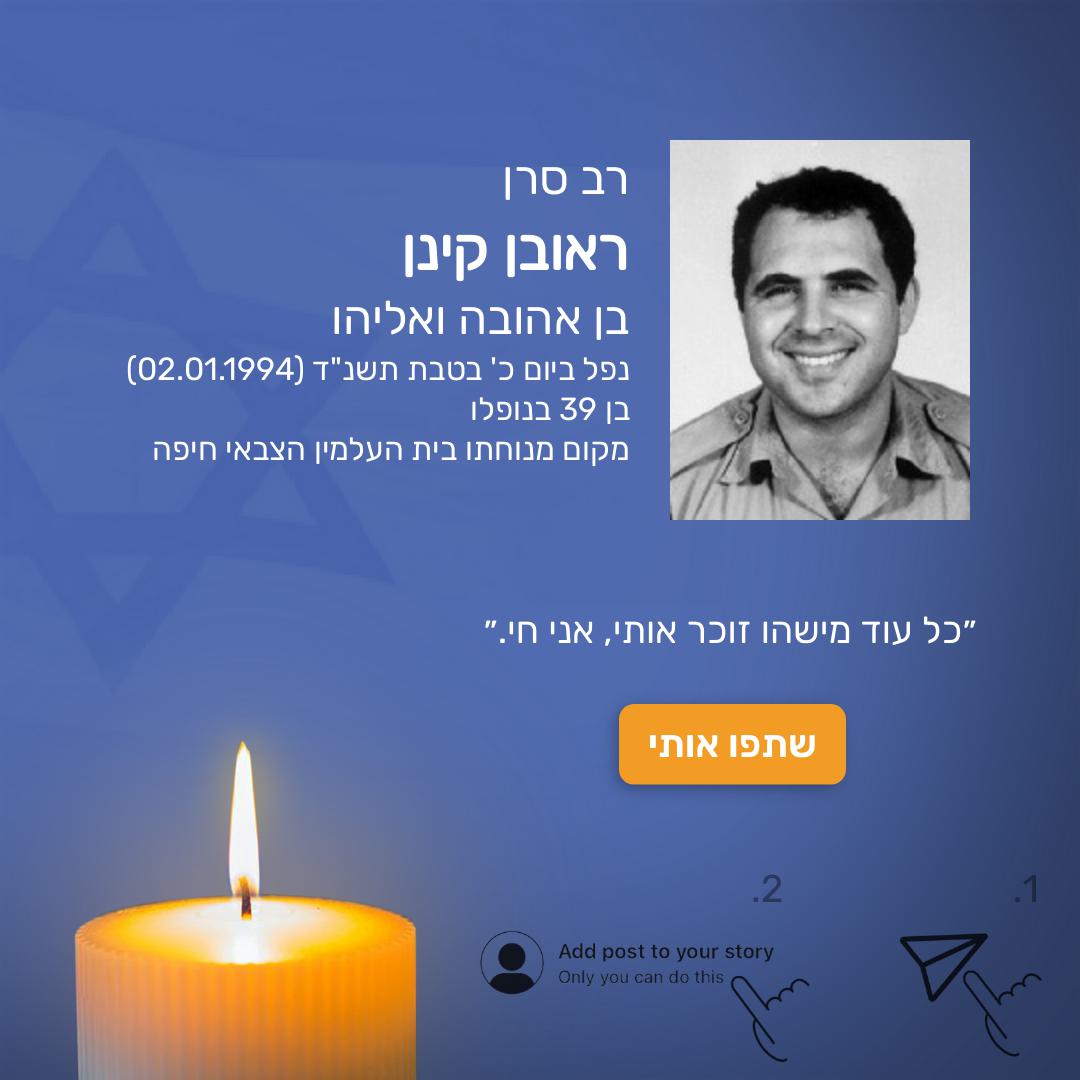 רב סרן
ראובן קינן
בן אהובה ואליהו
נפל ביום כ' בטבת תשנ"ד (02.01.1994)
בן 39 בנופלו
מקום מנוחתו בית העלמין הצבאי חיפה
״כל עוד מישהו זוכר אותי, אני חי.״
שתפו אותי
1.
2.
Add post to your story
Only you can do this